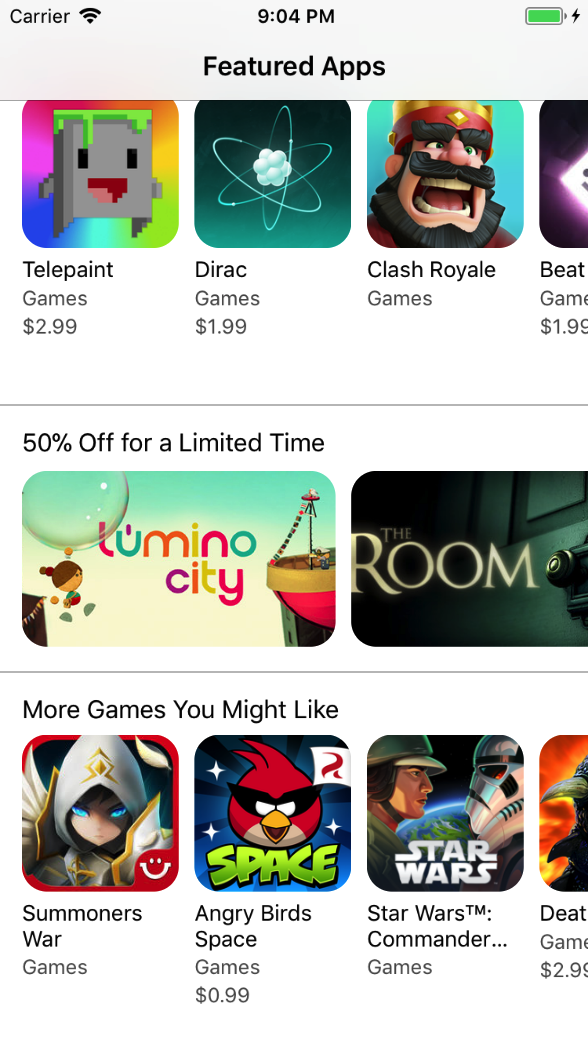 Carrier 9:04 PM
Featured Apps
Telepaint
Games
$2.99
Dirac
Games
$1.99
Clash Royale
Games
Beat
Game
$1.99
50% Off for a Limited Time
lumino
city
THE
ROOM
More Games You Might Like
SPACE
STAR
WARS
Summoners
War
Games
Angry Birds
Space
Games
$0.99
Star Wars™:
Commander...
Games
Deat
Game
$2.99